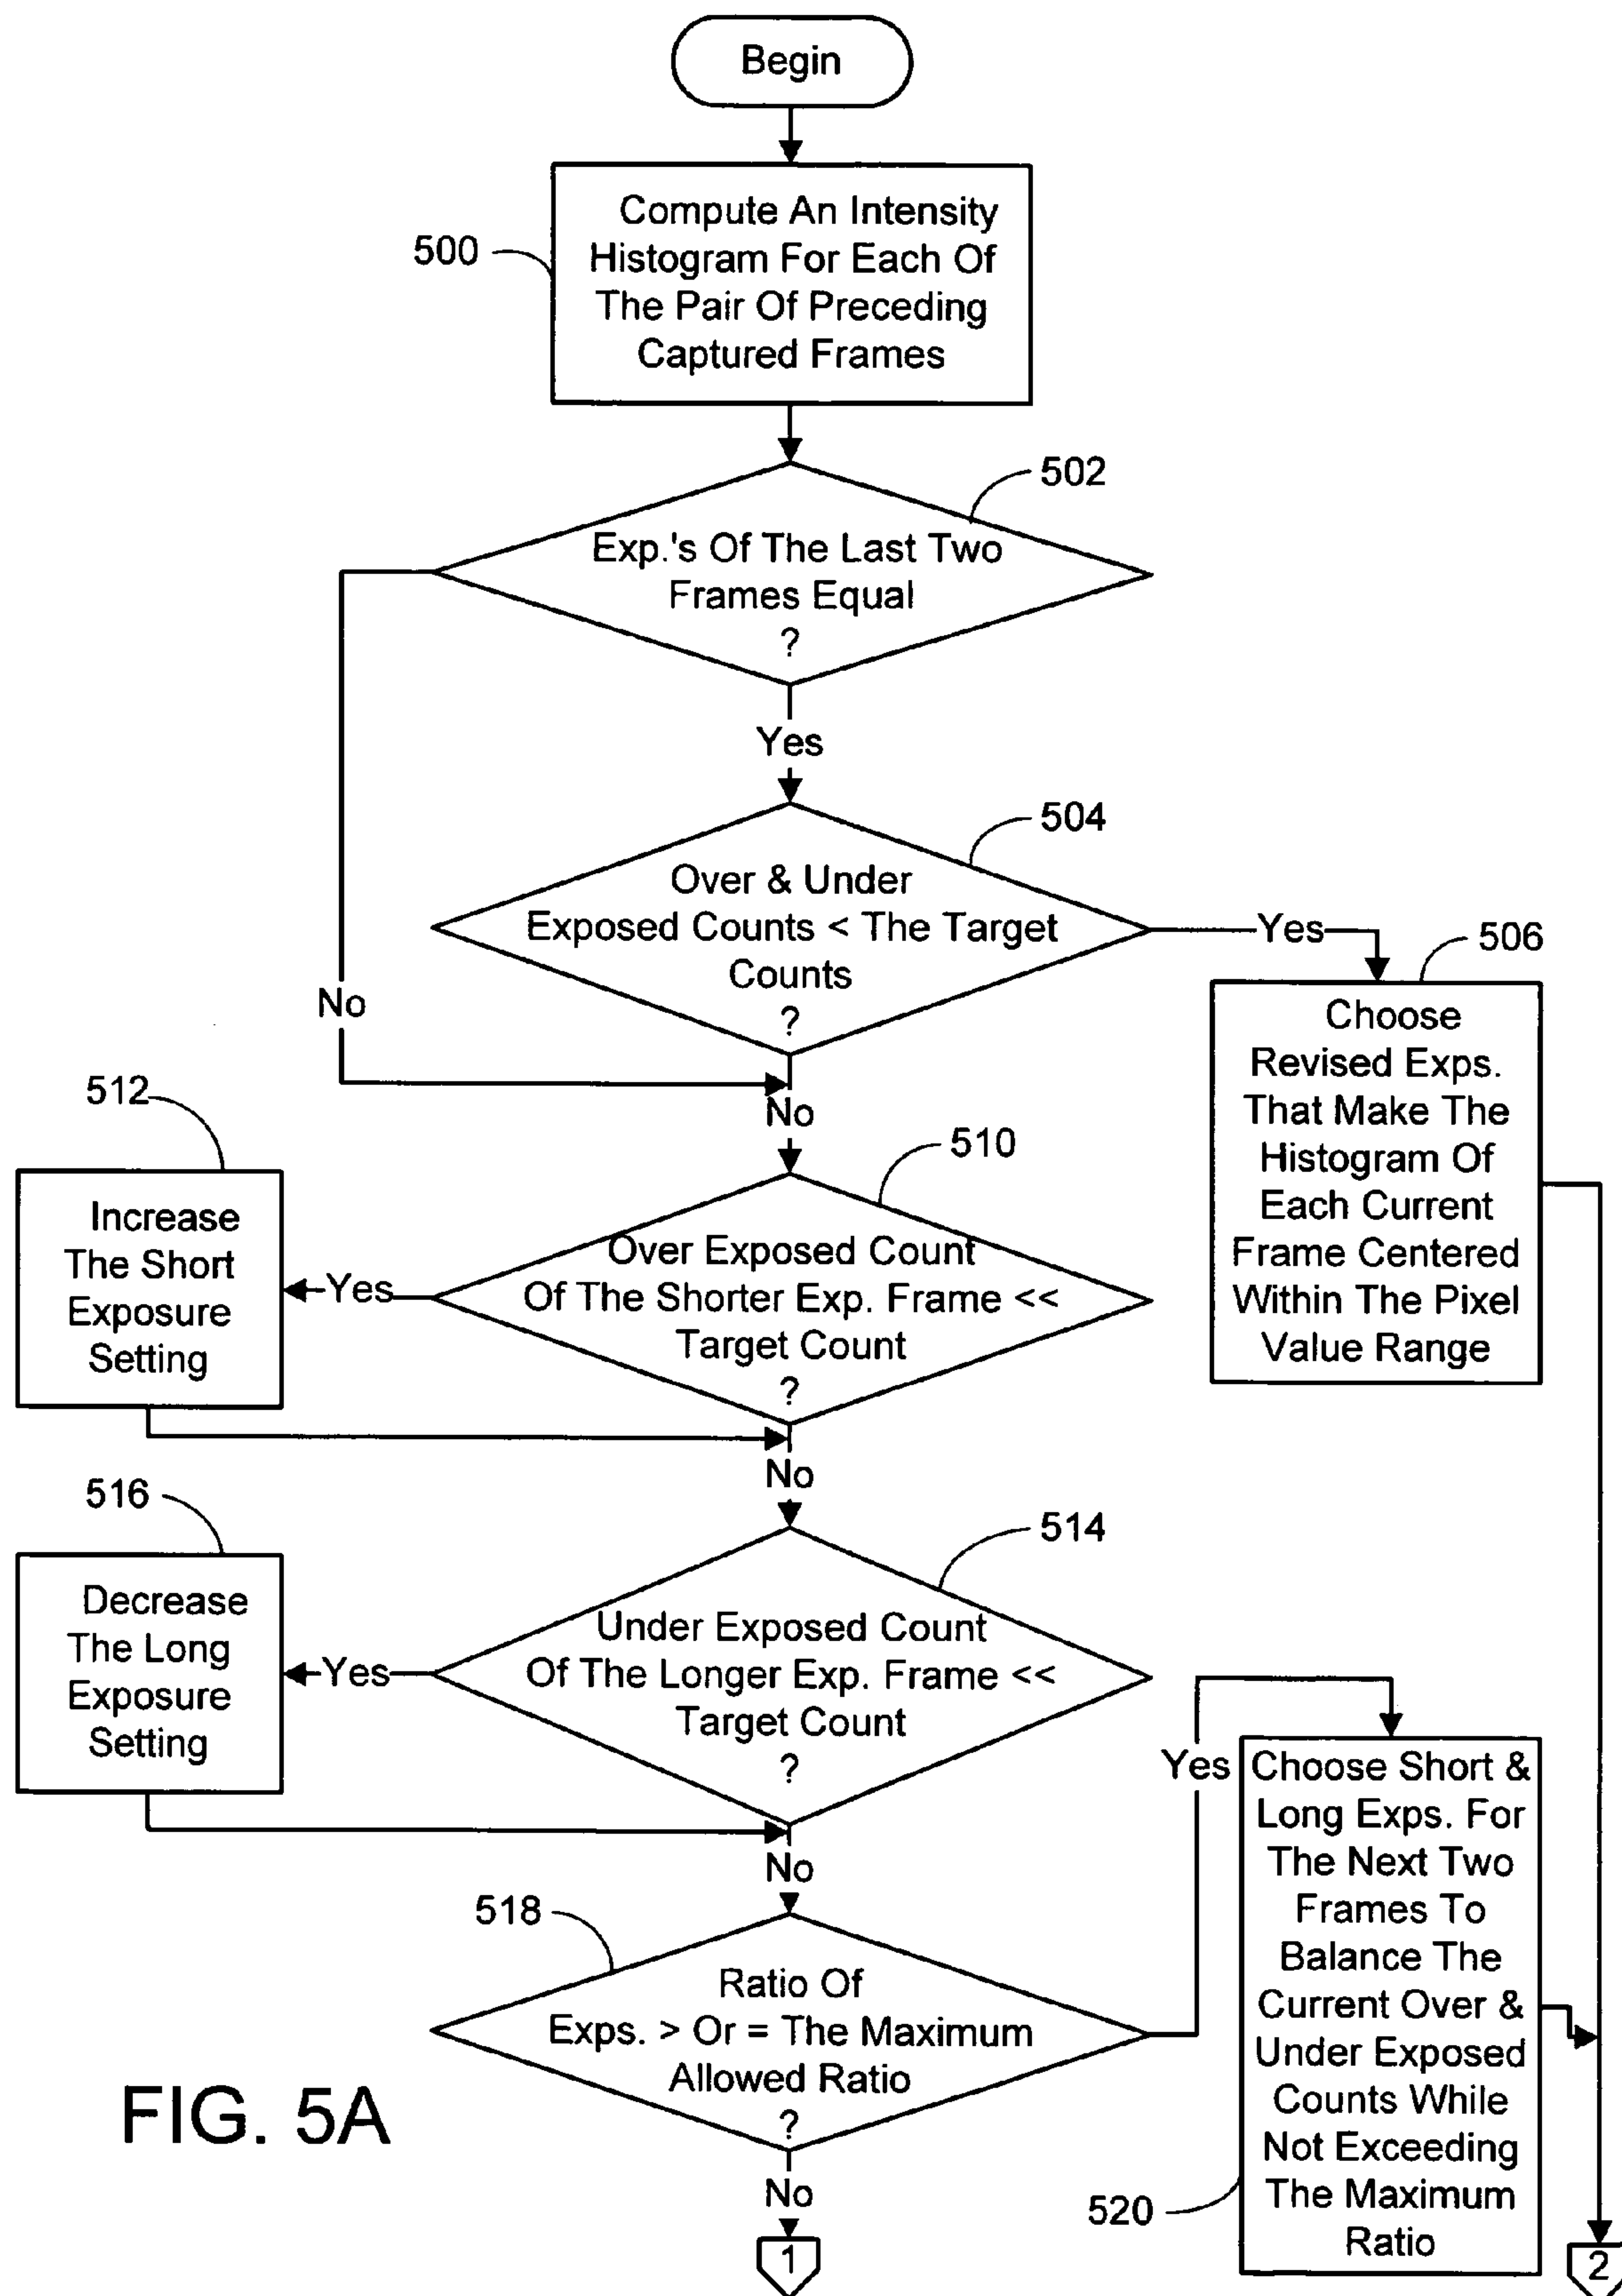 Begin
500
Compute An Intensity
Histogram For Each Of
The Pair Of Preceding
Captured Frames
502
Exp.'s Of The Last Two
Frames Equal
?
Yes
504
Over & Under
Exposed Counts < The Target
Counts
?
Yes
506
Choose
Revised Exps.
That Make The
Histogram Of
Each Current
Frame Centered
Within The Pixel
Value Range
No
No
512
Increase
The Short
Exposure
Setting
Yes
510
Over Exposed Count
Of The Shorter Exp. Frame <<
Target Count
?
No
516
Decrease
The Long
Exposure
Setting
Yes
514
Under Exposed Count
Of The Longer Exp. Frame <<
Target Count
?
No
518
Ratio Of
Exps. > Or = The Maximum
Allowed Ratio
?
Yes
Choose Short &
Long Exps. For
The Next Two
Frames To
Balance The
Current Over &
Under Exposed
Counts While
Not Exceeding
The Maximum
Ratio
520
No
1
2
FIG. 5A